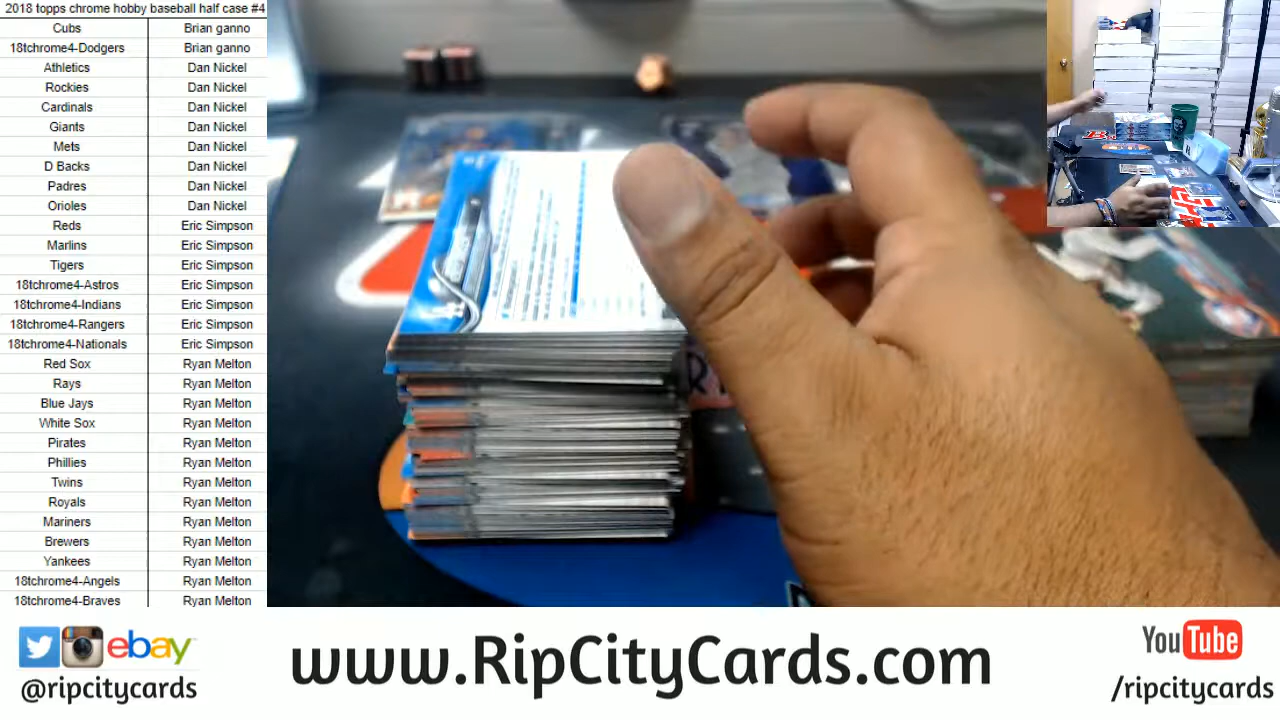 2018 topps chrome hobby baseball half case #4
Cubs Brian ganno
18tchrome4-Dodgers Brian ganno
Athletics Dan Nickel
Rockies Dan Nickel
Cardinals Dan Nickel
Giants Dan Nickel
Mets Dan Nickel
D Backs Dan Nickel
Padres Dan Nickel
Orioles Dan Nickel
Reds Eric Simpson
Marlins Eric Simpson
Tigers Eric Simpson
18tchrome4-Astros Eric Simpson
18tchrome4-Indians Eric Simpson
18tchrome4-Rangers Eric Simpson
18tchrome4-Nationals Eric Simpson
Red Sox Ryan Melton
Rays Ryan Melton
Blue Jays Ryan Melton
White Sox Ryan Melton
Pirates Ryan Melton
Phillies Ryan Melton
Twins Ryan Melton
Royals Ryan Melton
Mariners Ryan Melton
Brewers Ryan Melton
Yankees Ryan Melton
18tchrome4-Angels Ryan Melton
18tchrome4-Braves Ryan Melton
ebay
@ripcitycards
www.RipCityCards.com
YouTube
/ripcitycards